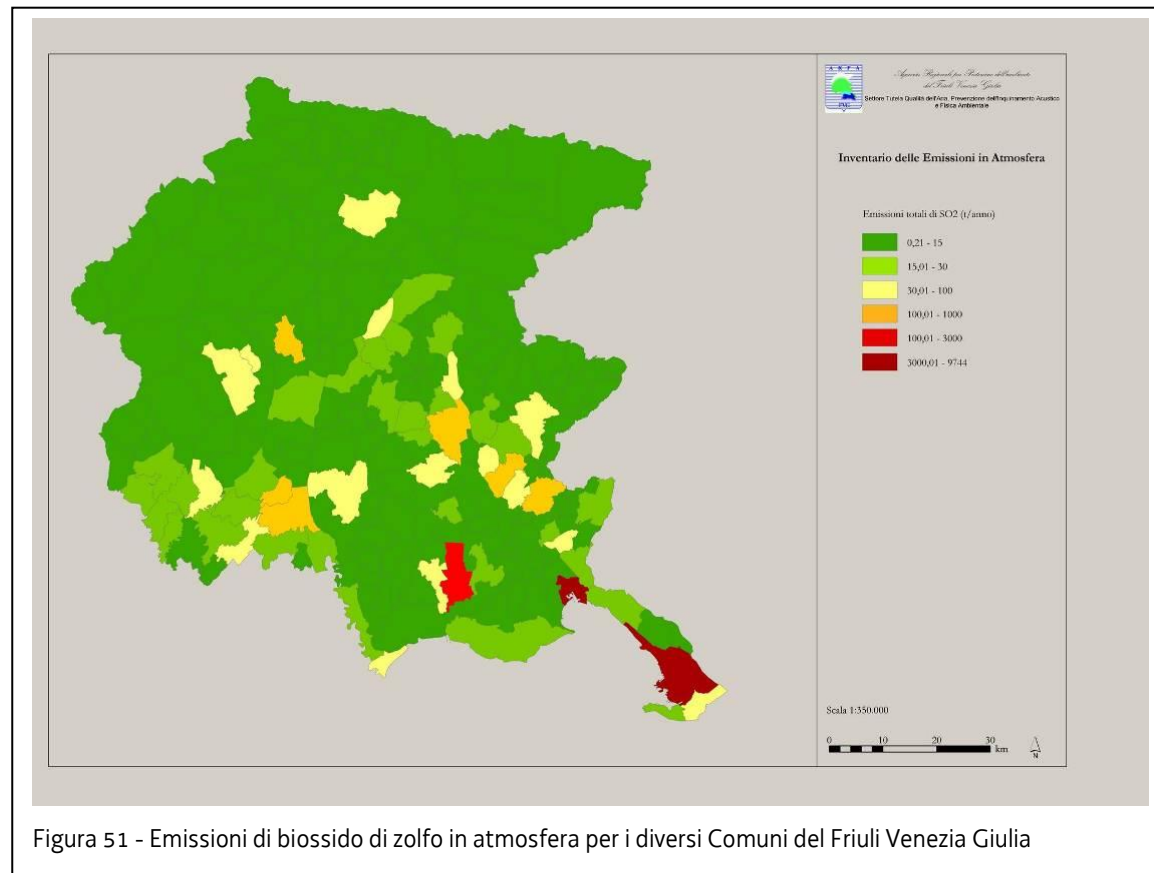 A R P A
FVG
Agenzia Regionale per Protezione dell'ambiente
del Friuli Venezia Giulia
Settore Tutela Qualità dell'Aria, Prevenzione dell'Inquinamento Acustico
e Fisica Ambientale
Inventario delle Emissioni in Atmosfera
Emissioni totali di SO2 (t/anno)
0,21 - 15
15,01 - 30
30,01 - 100
100,01 - 1000
100,01 - 3000
3000,01 - 9744
Scala 1:350.000
0 10 20 30
km
N
Figura 51 - Emissioni di biossido di zolfo in atmosfera per i diversi Comuni del Friuli Venezia Giulia